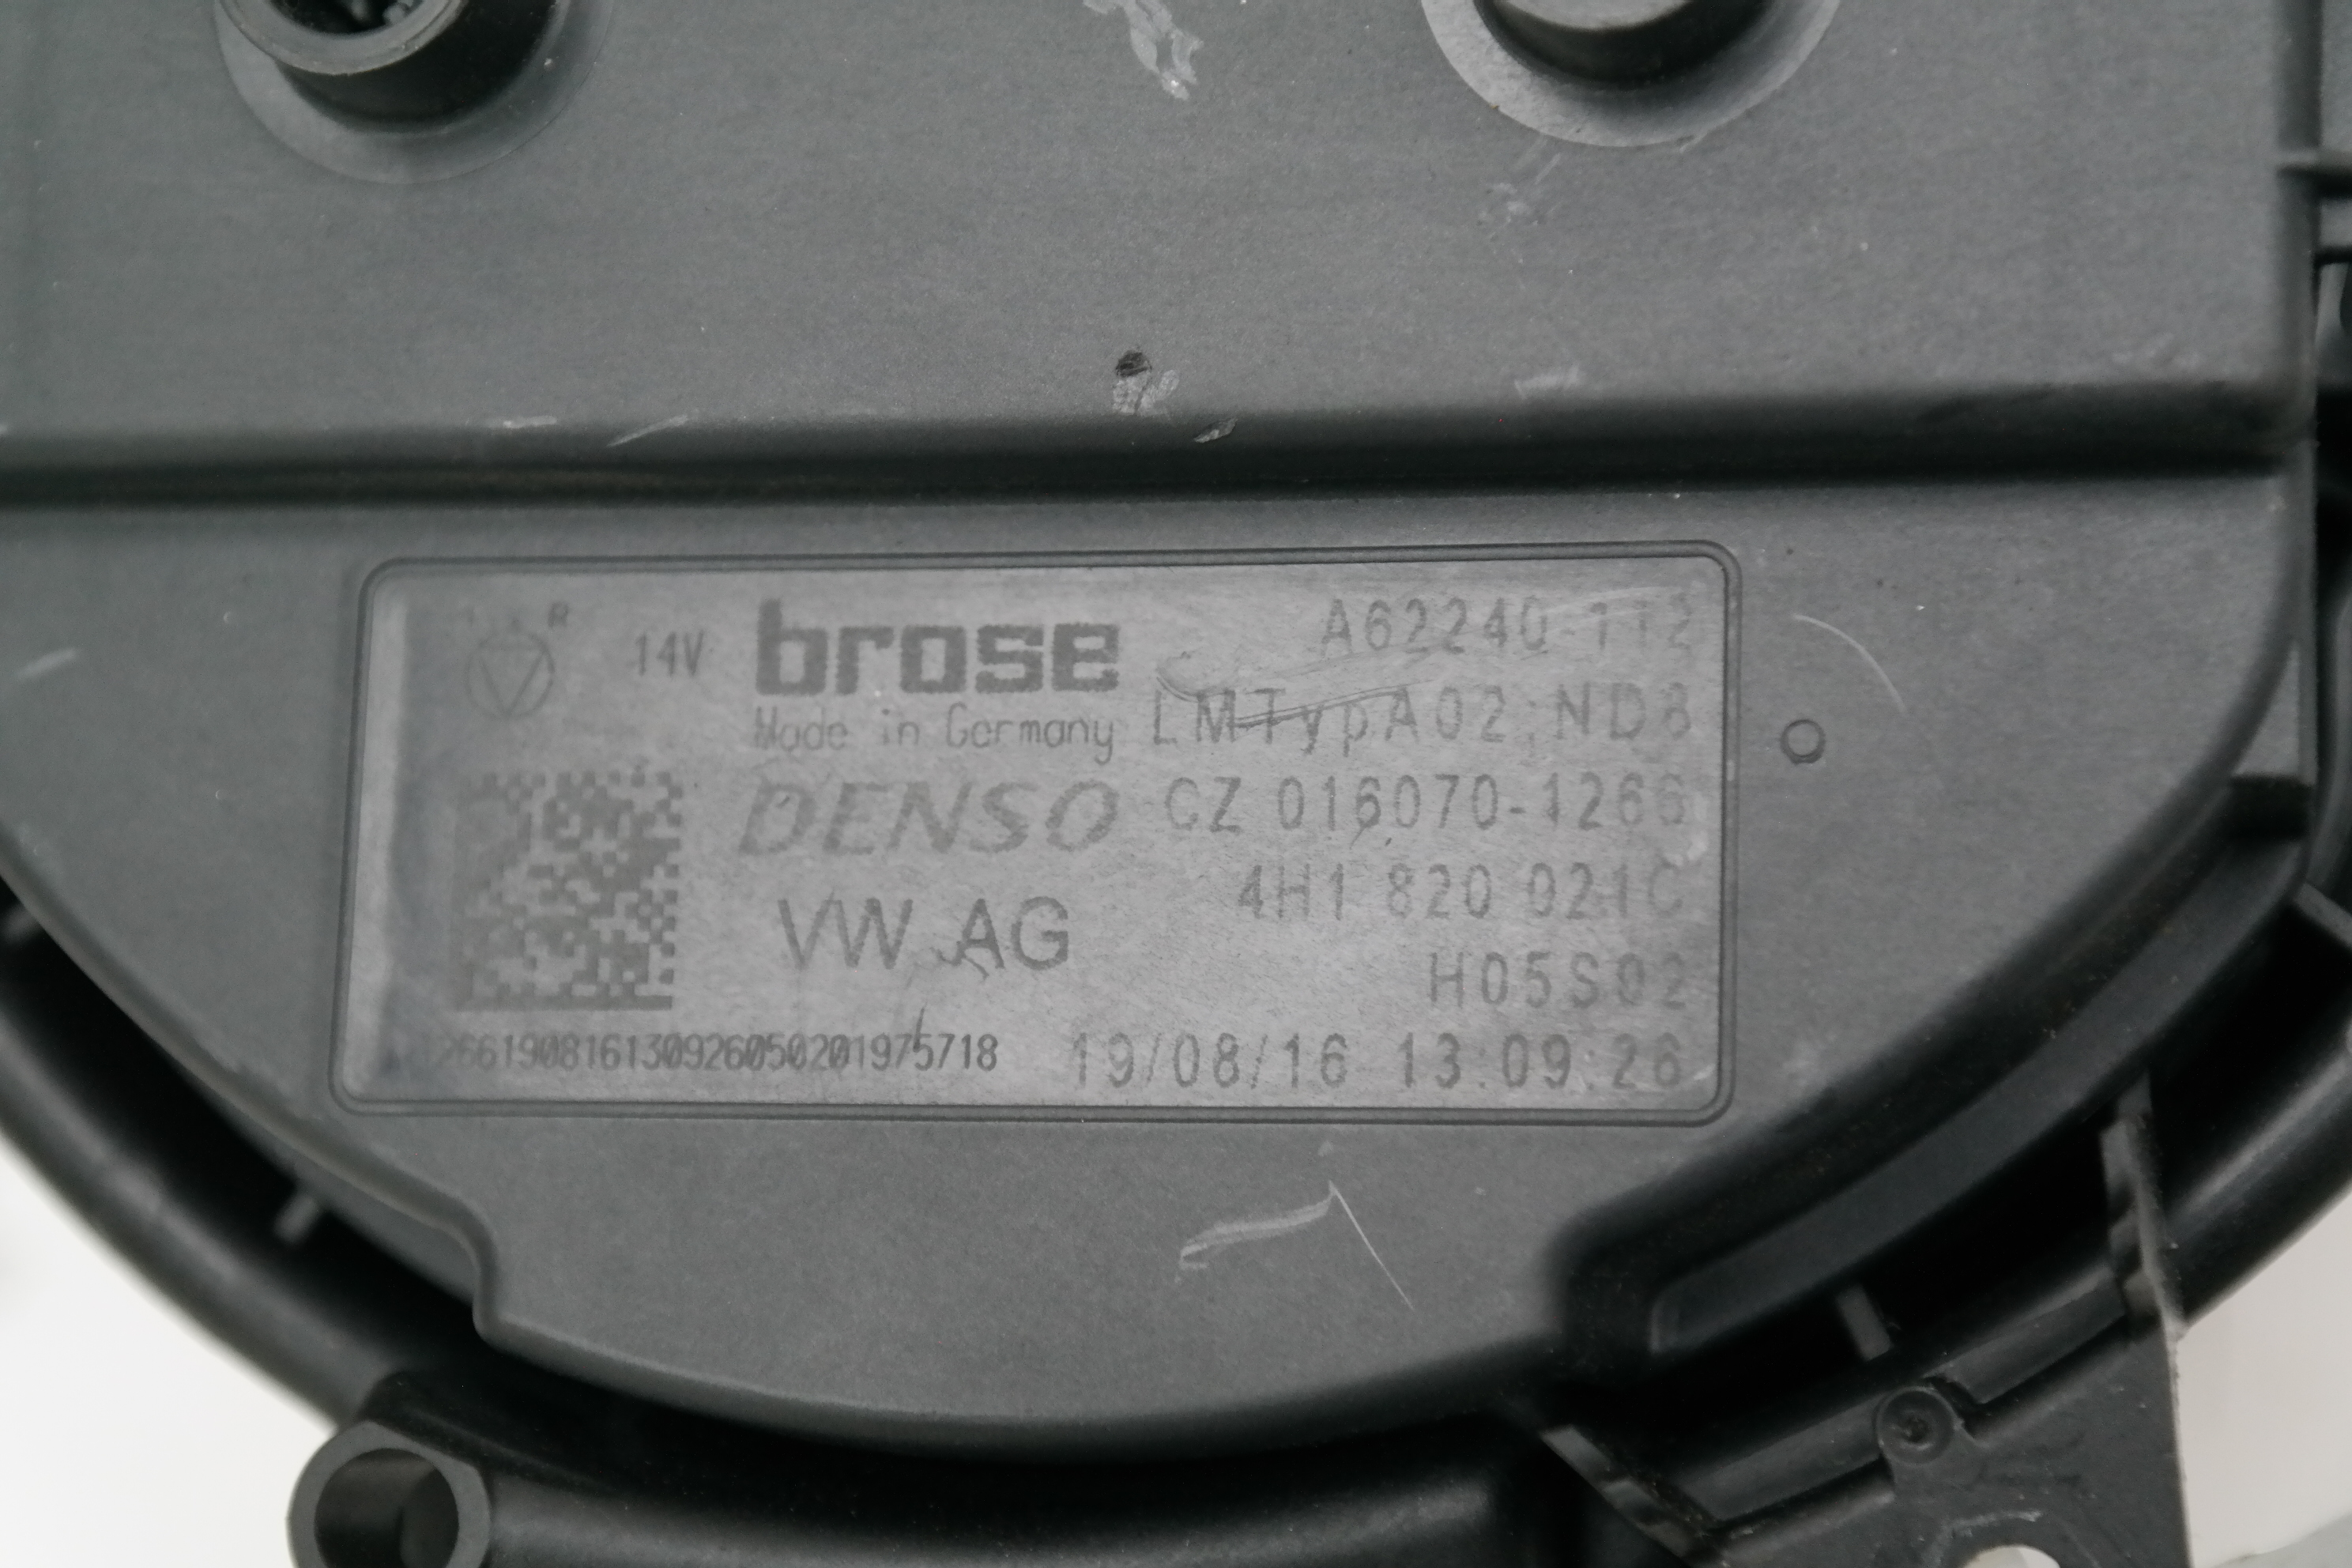 14V brose A62240-112
Made in Germany LMTypA02 ND8
DENSO CZ 016070-1266
VW AG 4H1 820 021C
H05S02
266190816130926050201975718 19/08/16 13:09:26